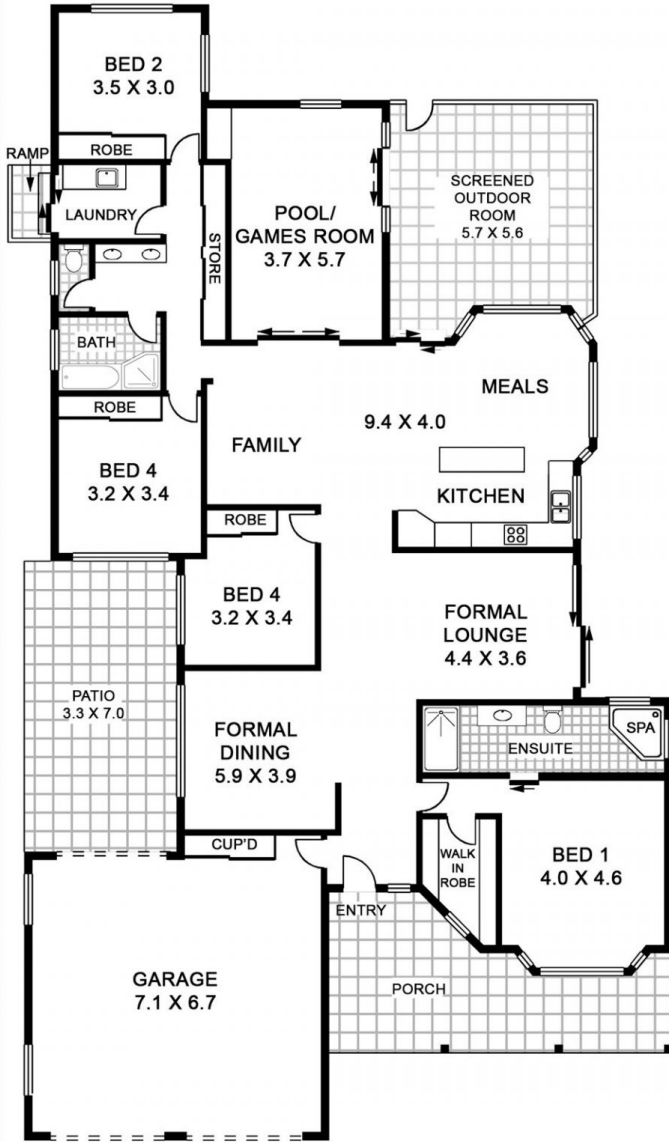 BED 2
3.5 X 3.0
ROBE
RAMP
LAUNDRY
STORE
POOL/
GAMES ROOM
3.7 X 5.7
SCREENED
OUTDOOR
ROOM
5.7 X 5.6
BATH
ROBE
MEALS
9.4 X 4.0
FAMILY
BED 4
3.2 X 3.4
KITCHEN
ROBE
BED 4
3.2 X 3.4
FORMAL
LOUNGE
4.4 X 3.6
PATIO
3.3 X 7.0
FORMAL
DINING
5.9 X 3.9
ENSUITE
SPA
CUP'D
WALK
IN
ROBE
BED 1
4.0 X 4.6
ENTRY
GARAGE
7.1 X 6.7
PORCH